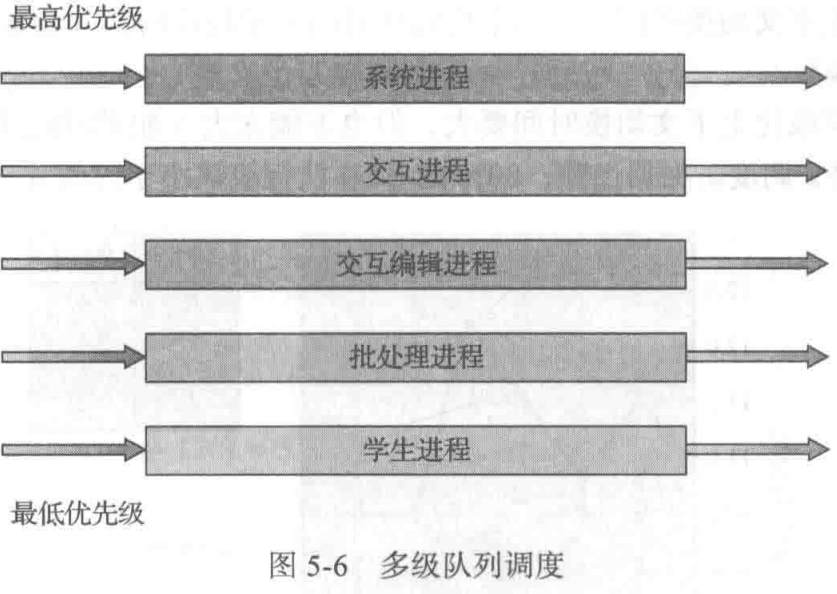 最高优先级
系统进程
交互进程
交互编辑进程
批处理进程
学生进程
最低优先级
图 5-6 多级队列调度